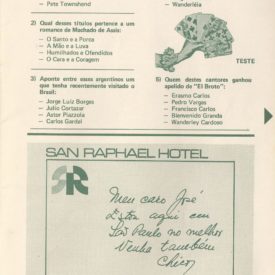 — Pete Townshend
2) Qual desses títulos pertence a um
romance de Machado de Assis:
— O Santo e a Porca
— A Mão e a Luva
— Humilhados e Ofendidos
— O Cara e a Coragem
3) Aponte entre esses argentinos um
que tenha recentemente visitado o
Brasil:
— Jorge Luiz Borges
— Julio Cortazar
— Astor Piazzola
— Carlos Gardel
— Wanderléia
TESTE
5) Quem destes cantores ganhou
apelido de "El Broto":
— Erasmo Carlos
— Pedro Vargas
— Francisco Carlos
— Bienvenido Granda
— Wanderley Cardoso
SAN RAPHAEL HOTEL
Meu caro José
Estou aqui em
São Paulo no melhor
Venha também
Chico